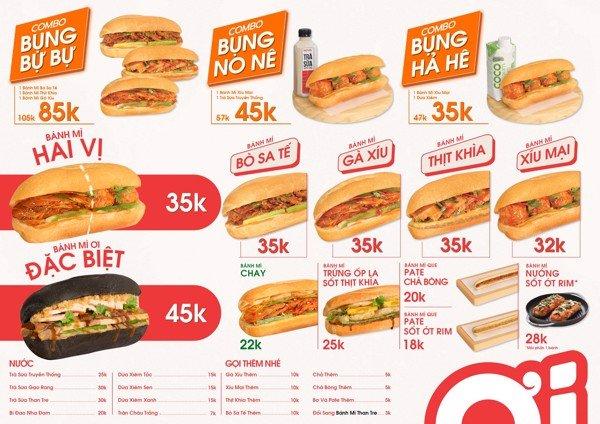 COMBO
BỤNG
BỰ BỰ
1 Bánh Mì Bò Sa Tế
1 Bánh Mì Thịt Khìa
1 Bánh Mì Gà Xíu
105k 85k
COMBO
BỤNG
NO NÊ
1 Bánh Mì Xíu Mại
1 Trà Sữa Truyền Thống
57k 45k
TRÀ
SỮA
COMBO
BỤNG
HẢ HÊ
1 Bánh Mì Xíu Mại
1 Dừa Xiêm
47k 35k
COCO
BÁNH MÌ
HAI VỊ
35k
BÁNH MÌ ƠI
ĐẶC BIỆT
45k
BÁNH MÌ
BÒ SA TẾ
35k
BÁNH MÌ
GÀ XÍU
35k
BÁNH MÌ
THỊT KHÌA
35k
BÁNH MÌ
XÍU MẠI
32k
BÁNH MÌ
CHAY
22k
BÁNH MÌ
TRỨNG ỐP LA
SỐT THỊT KHÌA
25k
BÁNH MÌ QUE
PATE
CHÀ BÔNG
20k
BÁNH MÌ QUE
PATE
SỐT ỚT RIM
18k
BÁNH MÌ
NƯỚNG
SỐT ỚT RIM*
28k
*Mỗi phần 1 bánh
NƯỚC
Trà Sữa Truyền Thống 25k
Trà Sữa Gạo Rang 30k
Trà Sữa Than Tre 30k
Bí Đao Nha Đam 20k
Dừa Xiêm Tắc 15k
Dừa Xiêm Sen 15k
Dừa Xiêm Xanh 15k
Trân Châu Trắng 7k
GỌI THÊM NHÉ
Gà Xíu Thêm 10k
Xíu Mại Thêm 10k
Thịt Khìa Thêm 10k
Bò Sa Tế Thêm 10k
Chả Thêm 5k
Chà Bông Thêm 5k
Bơ Và Pate Thêm 5k
Đổi Sang Bánh Mì Than Tre 3k
ơi